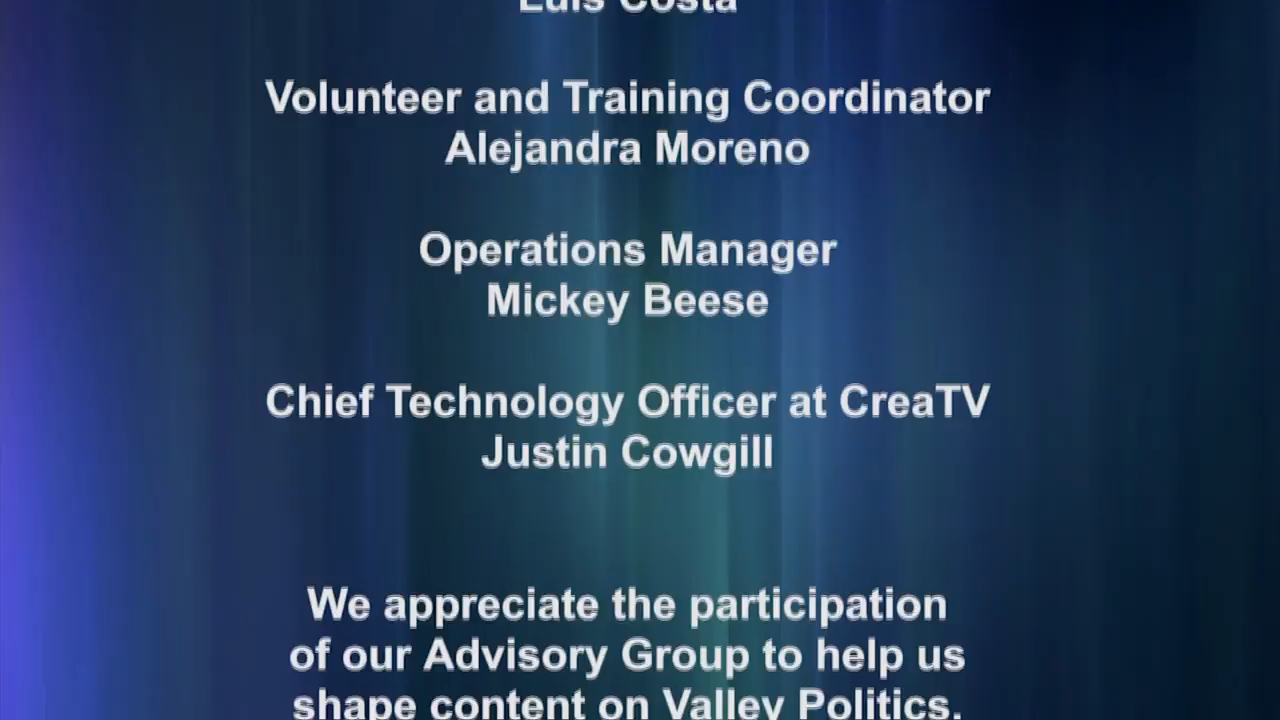 Luis Costa
Volunteer and Training Coordinator
Alejandra Moreno
Operations Manager
Mickey Beese
Chief Technology Officer at CreaTV
Justin Cowgill
We appreciate the participation
of our Advisory Group to help us
shape content on Valley Politics.